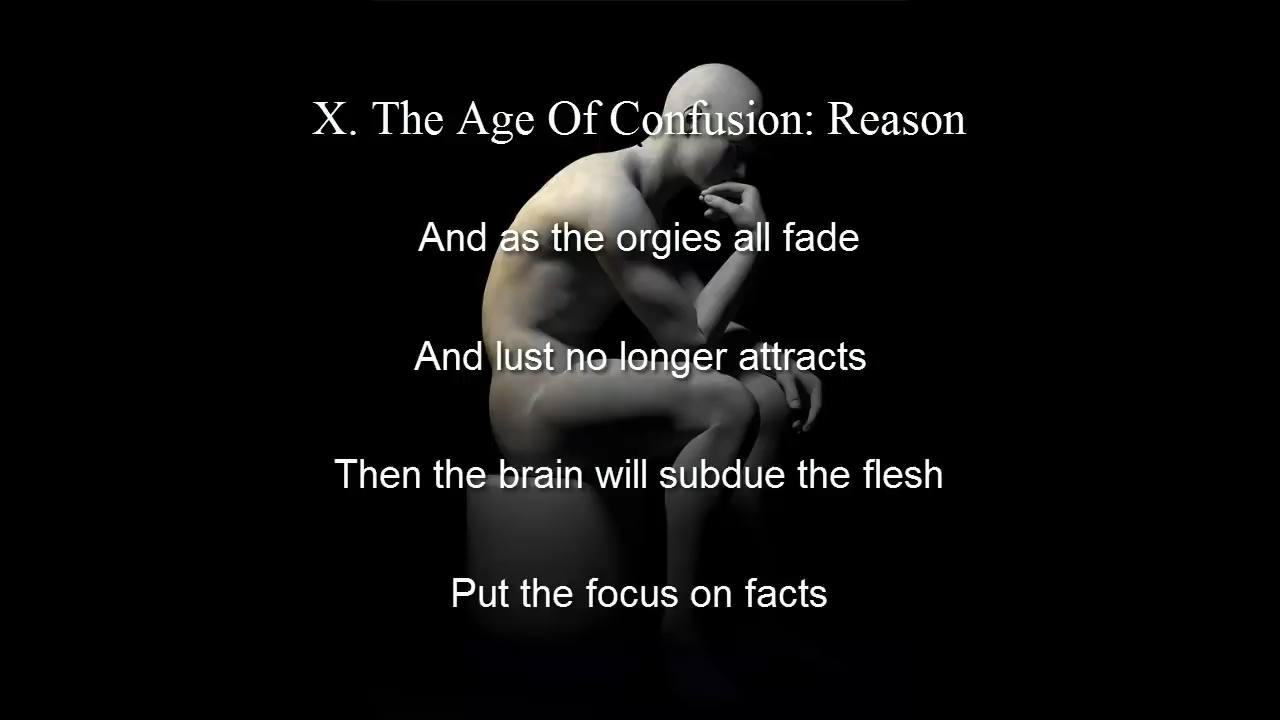 X. The Age Of Confusion: Reason
And as the orgies all fade
And lust no longer attracts
Then the brain will subdue the flesh
Put the focus on facts